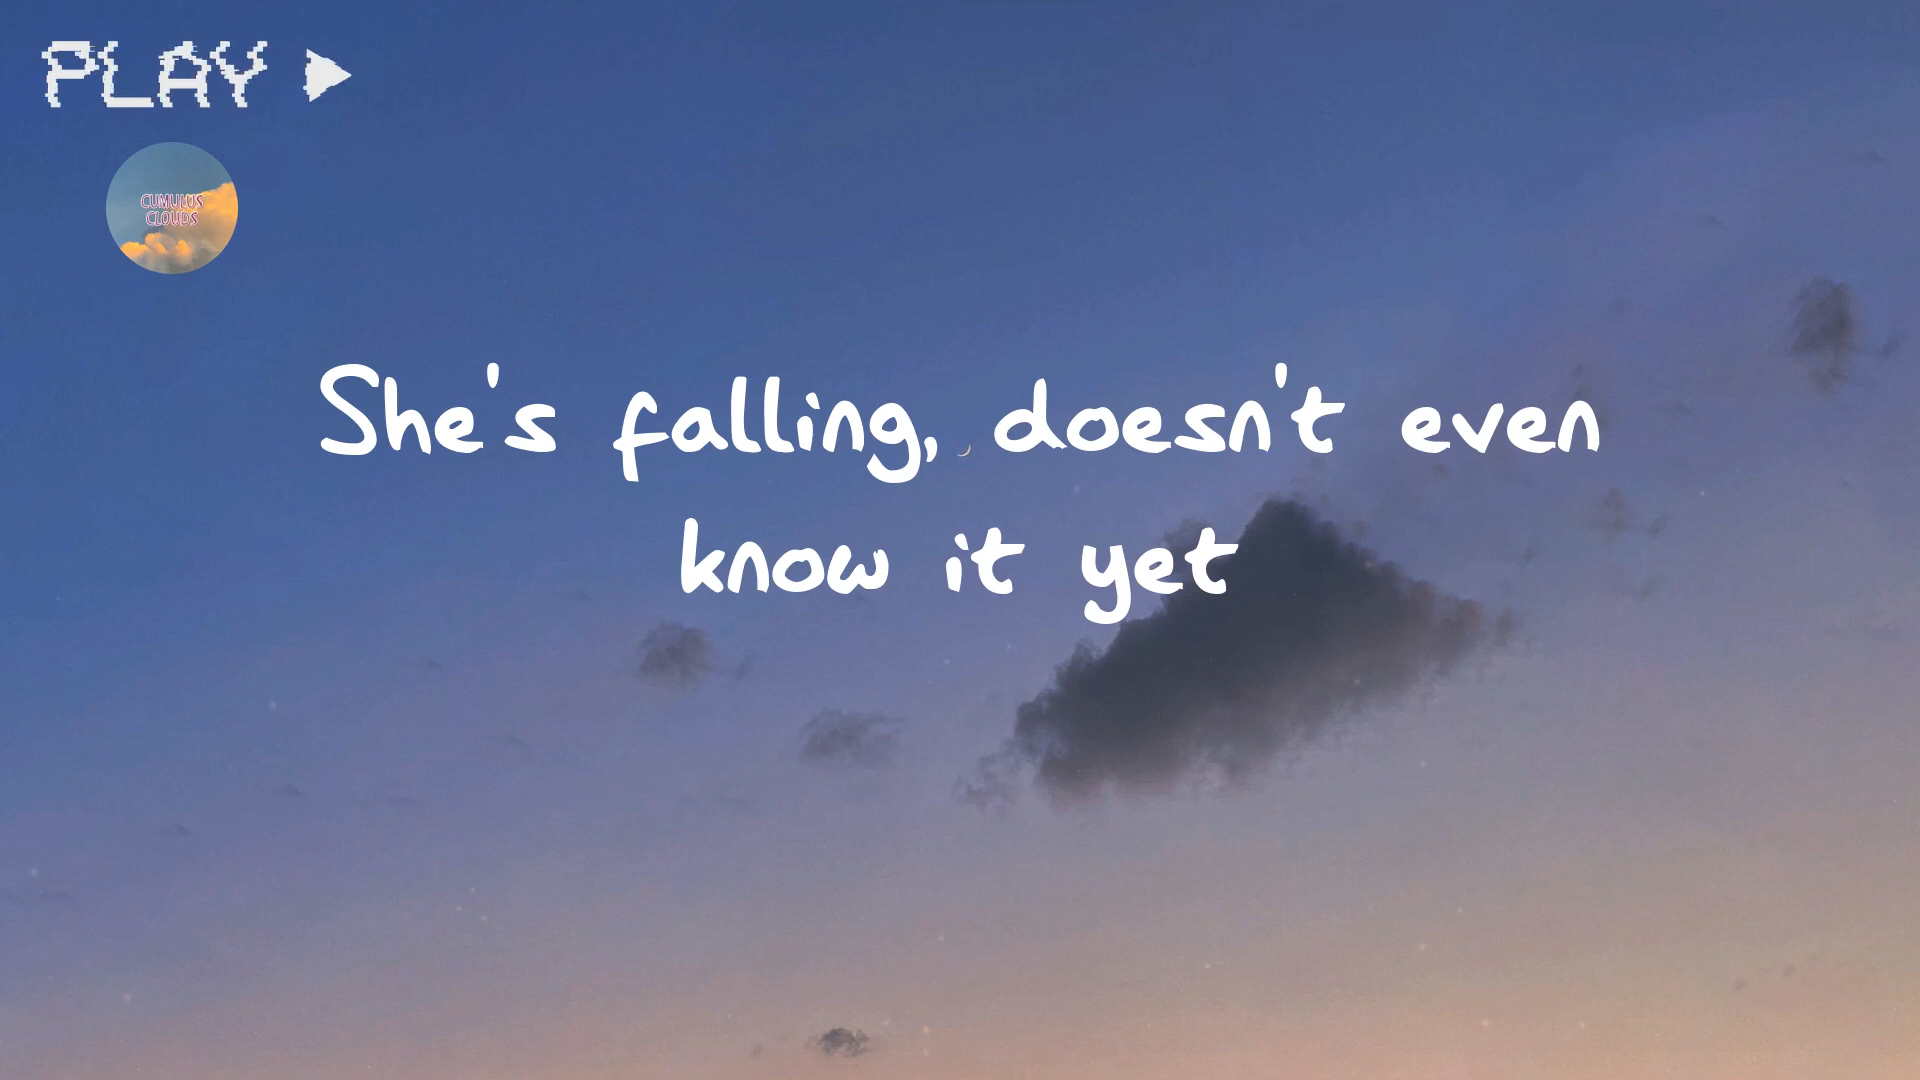 PLAY
CUMULUS
CLOUDS
She's falling, doesn't even
know it yet